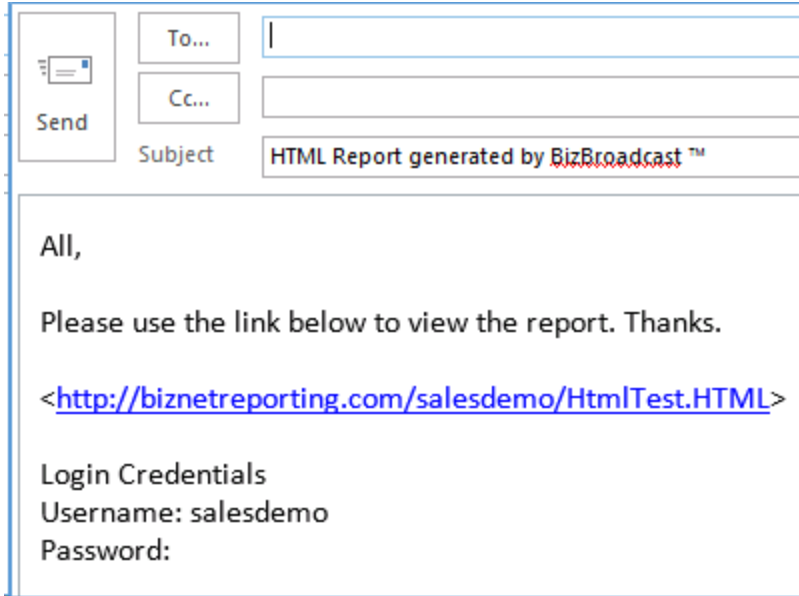 To...
Cc...
Send
Subject
HTML Report generated by BizBroadcast ™
All,
Please use the link below to view the report. Thanks.
<http://biznetreporting.com/salesdemo/HtmlTest.HTML>
Login Credentials
Username: salesdemo
Password: